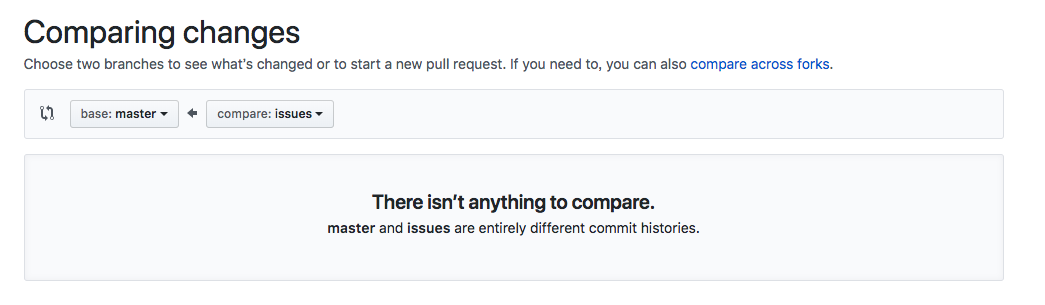 Comparing changes
Choose two branches to see what's changed or to start a new pull request. If you need to, you can also compare across forks.
base: master compare: issues
There isn’t anything to compare.
master and issues are entirely different commit histories.